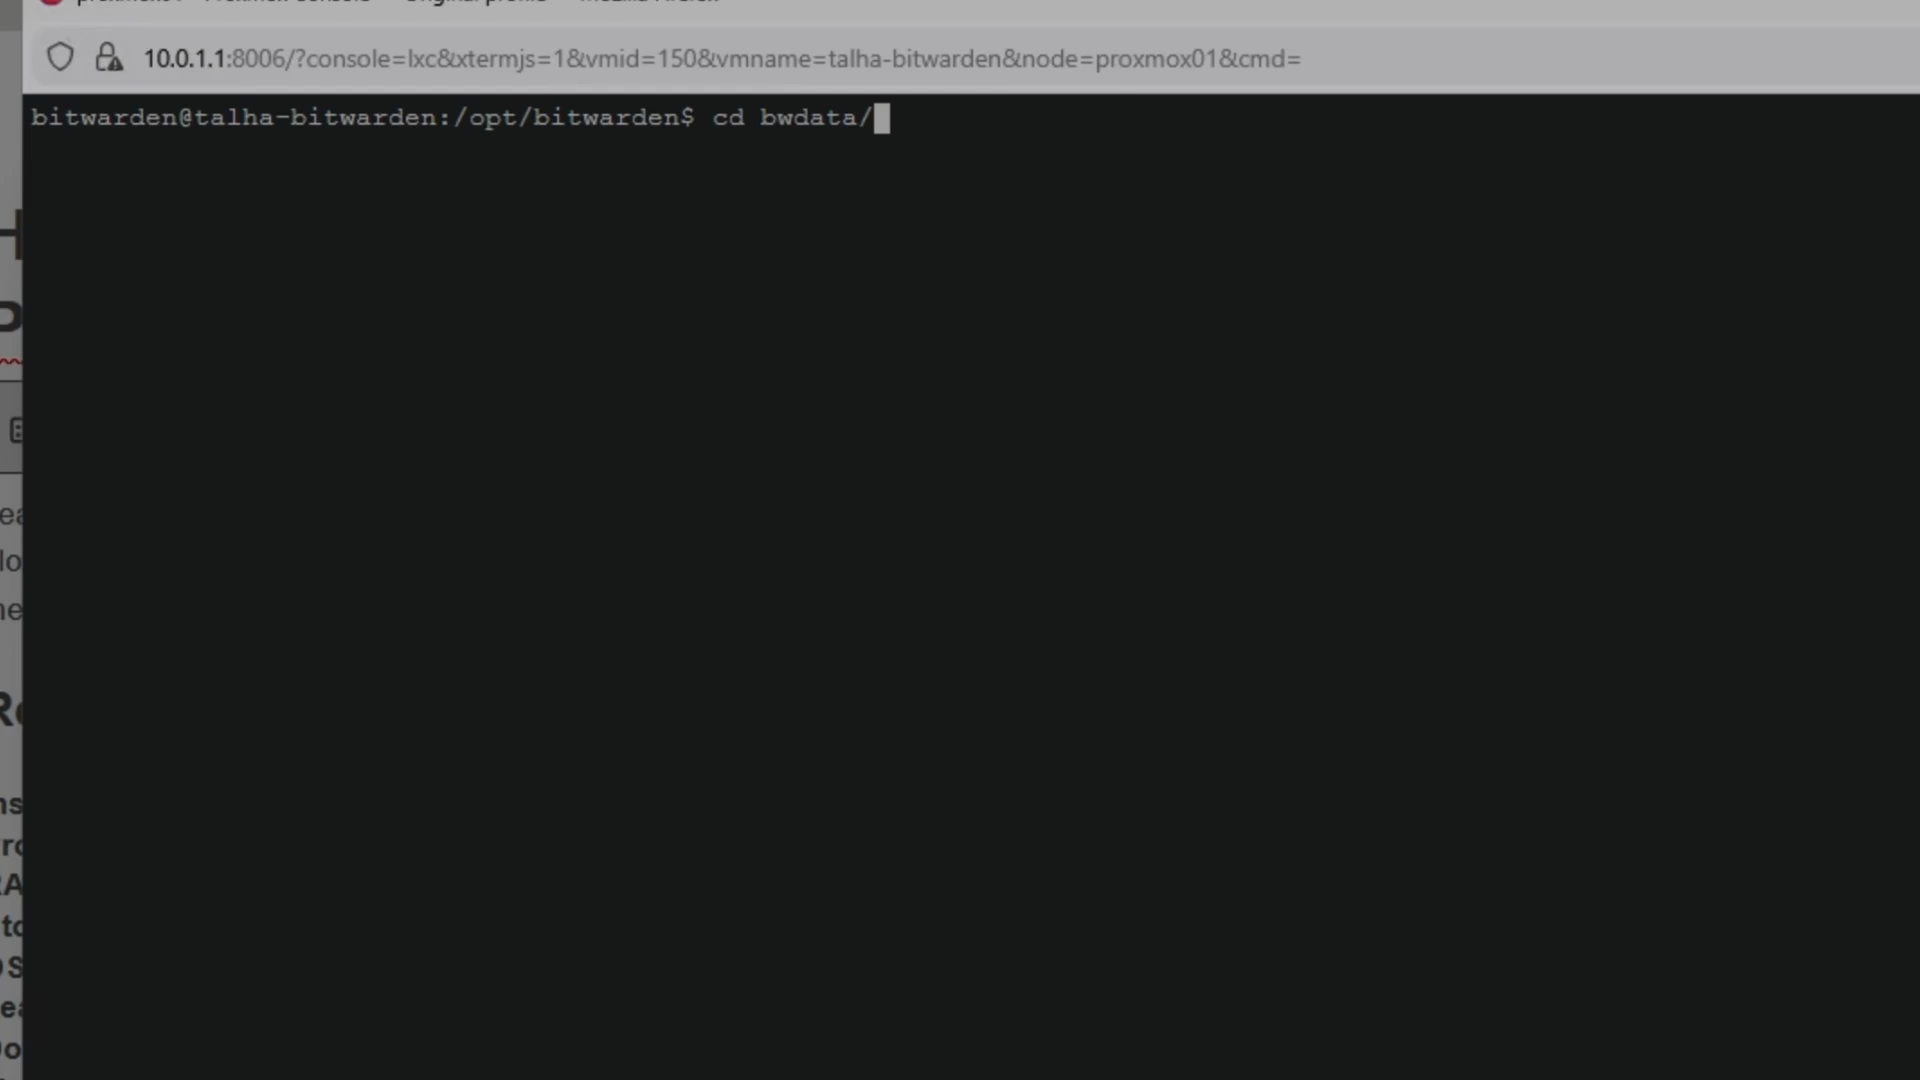 10.0.1.1:8006/?console=lxc&xtermjs=1&vmid=150&vmname=talha-bitwarden&node=proxmox01&cmd=
bitwarden@talha-bitwarden:/opt/bitwarden$ cd bwdata/